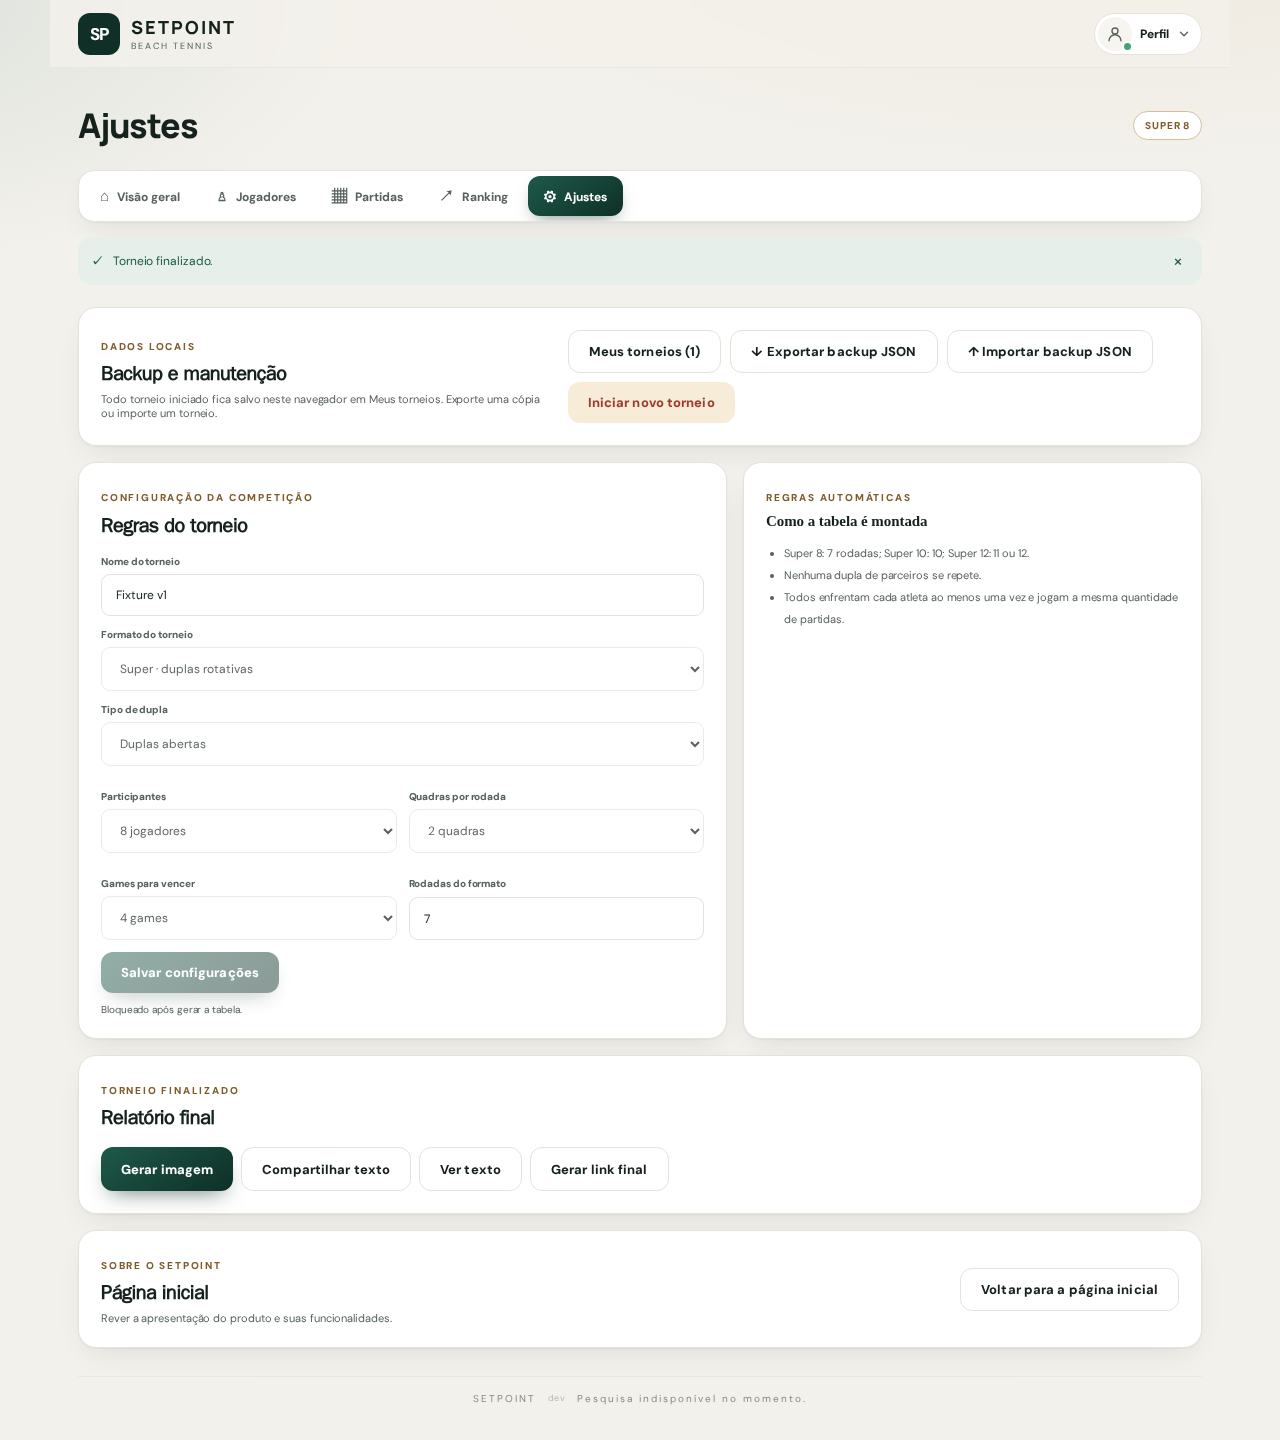 SP
SETPOINT
BEACH TENNIS
Perfil
Ajustes
SUPER 8
Visão geral
Jogadores
Partidas
Ranking
Ajustes
✓ Torneio finalizado.
×
DADOS LOCAIS
Backup e manutenção
Todo torneio iniciado fica salvo neste navegador em Meus torneios. Exporte uma cópia
ou importe um torneio.
Meus torneios (1)
↓ Exportar backup JSON
↑ Importar backup JSON
Iniciar novo torneio
CONFIGURAÇÃO DA COMPETIÇÃO
Regras do torneio
Nome do torneio
Fixture v1
Formato do torneio
Super · duplas rotativas
Tipo de dupla
Duplas abertas
Participantes
8 jogadores
Quadras por rodada
2 quadras
Games para vencer
4 games
Rodadas do formato
7
Salvar configurações
Bloqueado após gerar a tabela.
REGRAS AUTOMÁTICAS
Como a tabela é montada
• Super 8: 7 rodadas; Super 10: 10; Super 12: 11 ou 12.
• Nenhuma dupla de parceiros se repete.
• Todos enfrentam cada atleta ao menos uma vez e jogam a mesma quantidade
de partidas.
TORNEIO FINALIZADO
Relatório final
Gerar imagem
Compartilhar texto
Ver texto
Gerar link final
SOBRE O SETPOINT
Página inicial
Rever a apresentação do produto e suas funcionalidades.
Voltar para a página inicial
SETPOINT dev Pesquisa indisponível no momento.